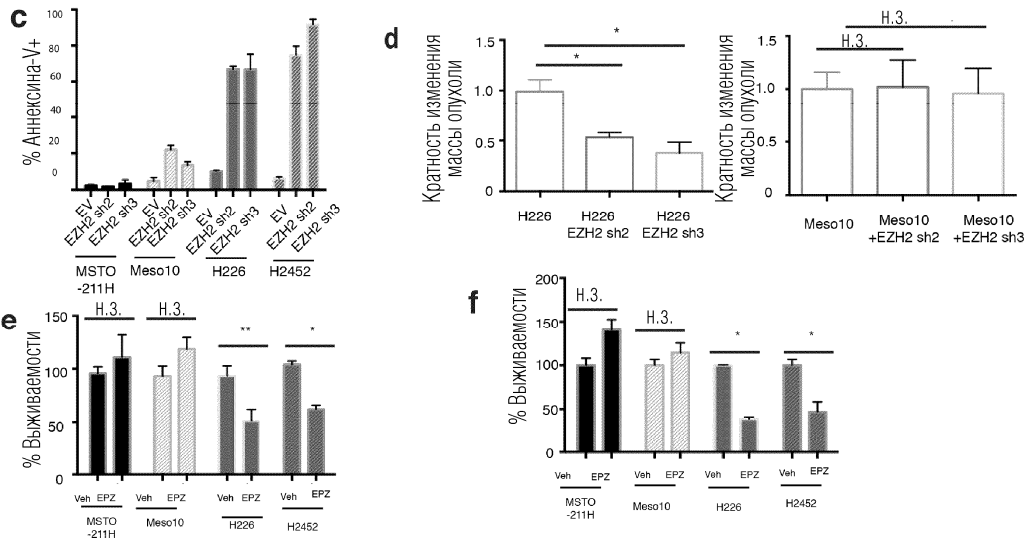 c
% Аннексина-V+
100
80
60
40
20
0
EV
EZH2 sh2
EZH2 sh3
EV
EZH2 sh2
EZH2 sh3
EV
EZH2 sh2
EZH2 sh3
EV
EZH2 sh2
EZH2 sh3
MSTO
-211H
Meso10
H226
H2452
d
Кратность изменения
массы опухоли
1.5
1.0
0.5
0
*
*
H226
H226
EZH2 sh2
H226
EZH2 sh3
Кратность изменения
массы опухоли
1.5
1.0
0.5
0
Н.З.
Н.З.
Meso10
Meso10
+EZH2 sh2
Meso10
+EZH2 sh3
e
% Выживаемости
150
100
50
0
Н.З.
Н.З.
**
*
Veh EPZ
Veh EPZ
Veh EPZ
Veh EPZ
MSTO
-211H
Meso10
H226
H2452
f
% Выживаемости
200
150
100
50
0
Н.З.
Н.З.
*
*
Veh EPZ
Veh EPZ
Veh EPZ
Veh EPZ
MSTO
-211H
Meso10
H226
H2452